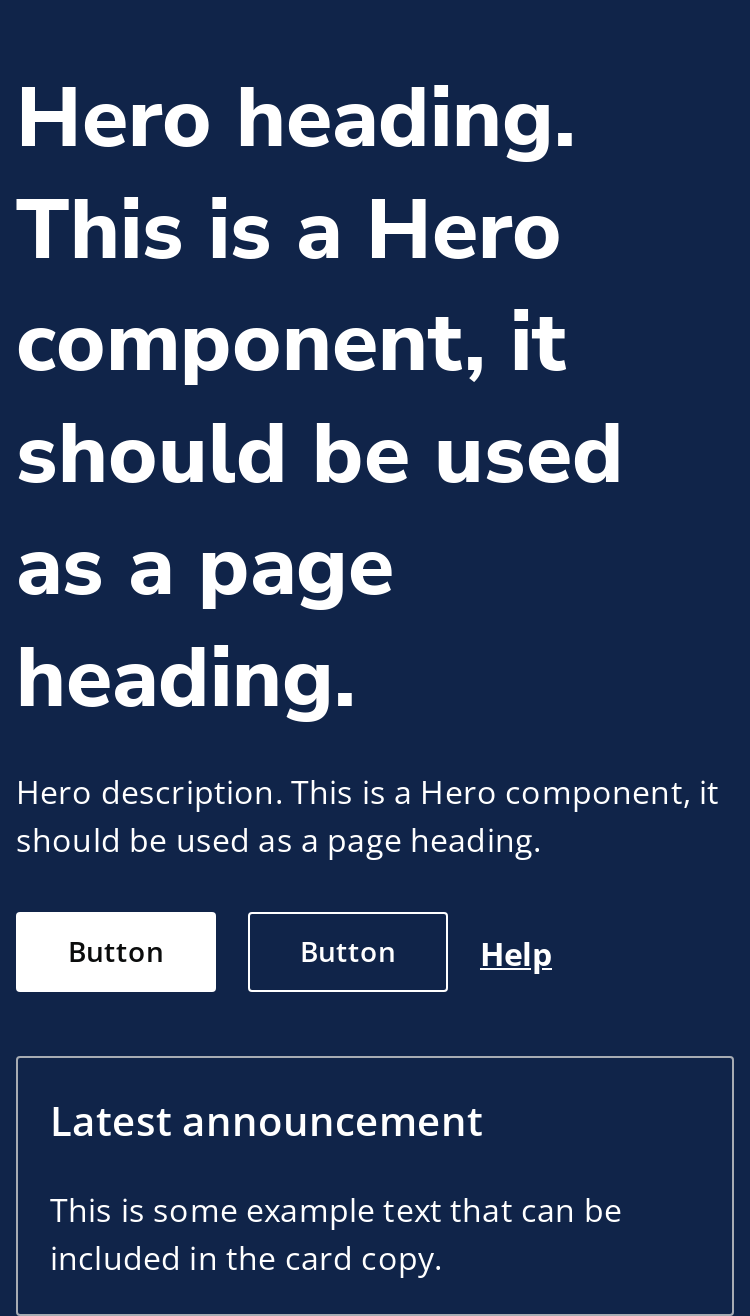 Hero heading.
This is a Hero
component, it
should be used
as a page
heading.
Hero description. This is a Hero component, it
should be used as a page heading.
Button
Button
Help
Latest announcement
This is some example text that can be
included in the card copy.